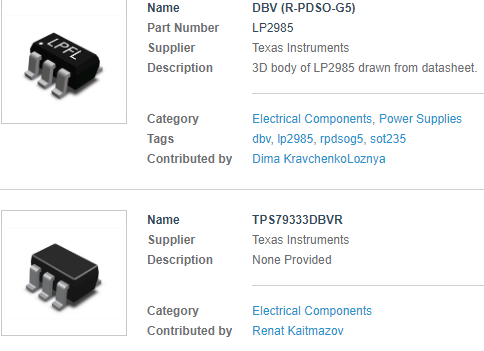 Name DBV (R-PDSO-G5)
LPFL
Part Number LP2985
Supplier Texas Instruments
Description 3D body of LP2985 drawn from datasheet.
Category Electrical Components, Power Supplies
Tags dbv, lp2985, rpdsog5, sot235
Contributed by Dima KravchenkoLoznya
Name TPS79333DBVR
Supplier Texas Instruments
Description None Provided
Category Electrical Components
Contributed by Renat Kaitmazov